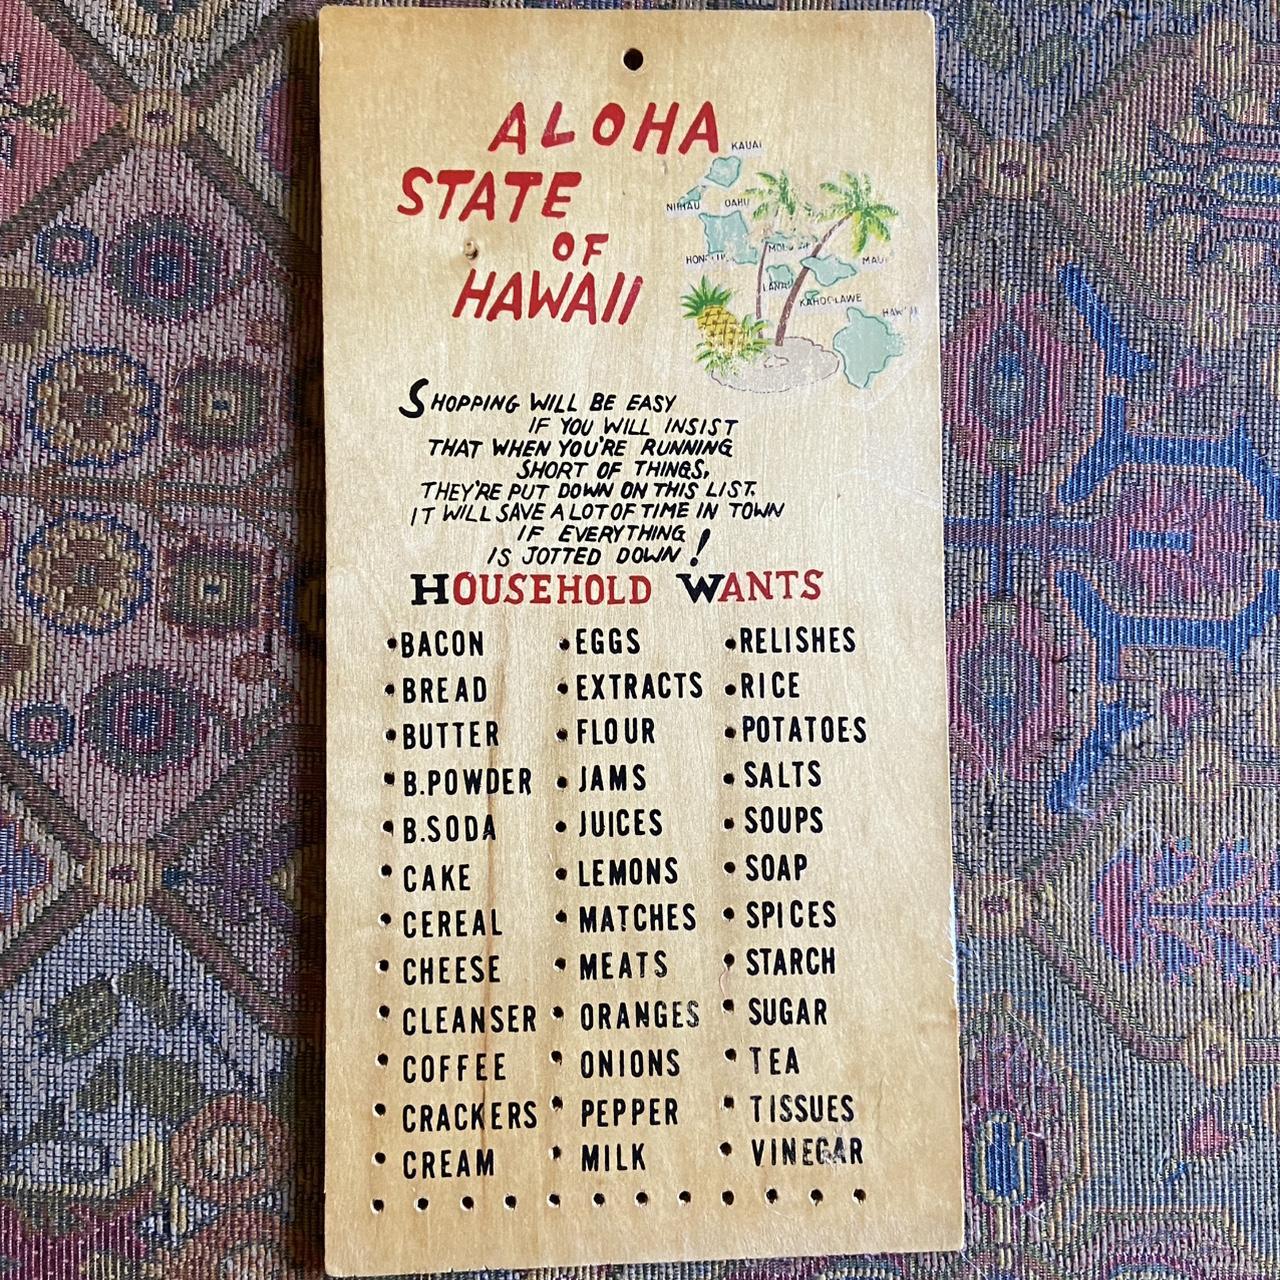 ALOHA
STATE
OF
HAWAII
KAUAI
NIIHAU
OAHU
MAUI
LANAI
KAHOOLAWE
HAWAII
SHOPPING WILL BE EASY
IF YOU WILL INSIST
THAT WHEN YOU'RE RUNNING
SHORT OF THINGS,
THEY'RE PUT DOWN ON THIS LIST.
IT WILL SAVE A LOT OF TIME IN TOWN
IF EVERYTHING
IS JOTTED DOWN!
HOUSEHOLD WANTS
•BACON •EGGS •RELISHES
•BREAD •EXTRACTS •RICE
•BUTTER •FLOUR •POTATOES
•B.POWDER •JAMS •SALTS
•B.SODA •JUICES •SOUPS
•CAKE •LEMONS •SOAP
•CEREAL •MATCHES •SPICES
•CHEESE •MEATS •STARCH
•CLEANSER •ORANGES •SUGAR
•COFFEE •ONIONS •TEA
•CRACKERS •PEPPER •TISSUES
•CREAM •MILK •VINEGAR